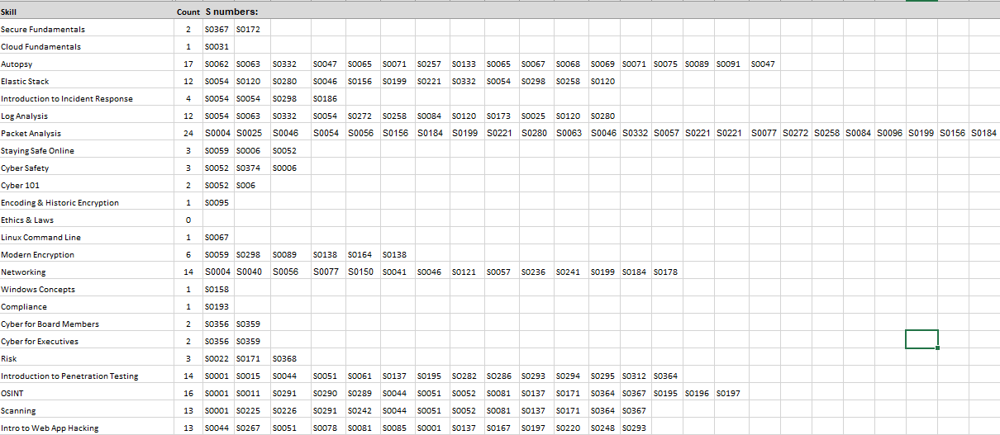 Skill Count S numbers:
Secure Fundamentals 2 S0367 S0172
Cloud Fundamentals 1 S0031
Autopsy 17 S0062 S0063 S0332 S0047 S0065 S0071 S0257 S0133 S0065 S0067 S0068 S0069 S0071 S0075 S0089 S0091 S0047
Elastic Stack 12 S0054 S0120 S0280 S0046 S0156 S0199 S0221 S0332 S0054 S0298 S0258 S0120
Introduction to Incident Response 4 S0054 S0054 S0298 S0186
Log Analysis 12 S0054 S0063 S0332 S0054 S0272 S0258 S0084 S0120 S0173 S0025 S0120 S0280
Packet Analysis 24 S0004 S0025 S0046 S0054 S0056 S0156 S0184 S0199 S0221 S0280 S0063 S0046 S0332 S0057 S0221 S0221 S0077 S0272 S0258 S0084 S0096 S0199 S0156 S0184
Staying Safe Online 3 S0059 S0006 S0052
Cyber Safety 3 S0052 S0374 S0006
Cyber 101 2 S0052 S006
Encoding & Historic Encryption 1 S0095
Ethics & Laws 0
Linux Command Line 1 S0067
Modern Encryption 6 S0059 S0298 S0089 S0138 S0164 S0138
Networking 14 S0004 S0040 S0056 S0077 S0150 S0041 S0046 S0121 S0057 S0236 S0241 S0199 S0184 S0178
Windows Concepts 1 S0158
Compliance 1 S0193
Cyber for Board Members 2 S0356 S0359
Cyber for Executives 2 S0356 S0359
Risk 3 S0022 S0171 S0368
Introduction to Penetration Testing 14 S0001 S0015 S0044 S0051 S0061 S0137 S0195 S0282 S0286 S0293 S0294 S0295 S0312 S0364
OSINT 16 S0001 S0011 S0291 S0290 S0289 S0044 S0051 S0052 S0081 S0137 S0171 S0364 S0367 S0195 S0196 S0197
Scanning 13 S0001 S0225 S0226 S0291 S0242 S0044 S0051 S0052 S0081 S0137 S0171 S0364 S0367
Intro to Web App Hacking 13 S0044 S0267 S0051 S0078 S0081 S0085 S0001 S0137 S0167 S0197 S0220 S0248 S0293